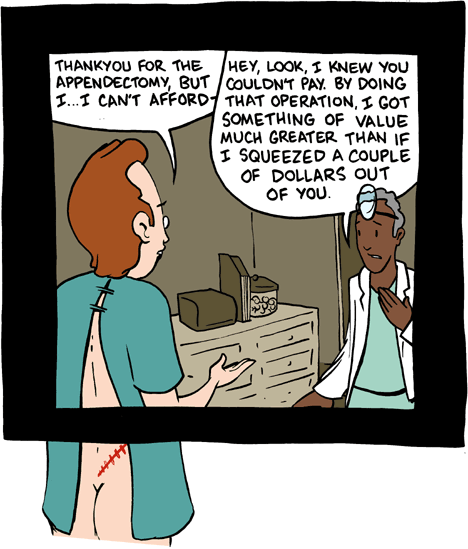 THANKYOU FOR THE
APPENDECTOMY, BUT
I...I CAN'T AFFORD-
HEY, LOOK, I KNEW YOU
COULDN'T PAY. BY DOING
THAT OPERATION, I GOT
SOMETHING OF VALUE
MUCH GREATER THAN IF
I SQUEEZED A COUPLE
OF DOLLARS OUT
OF YOU.